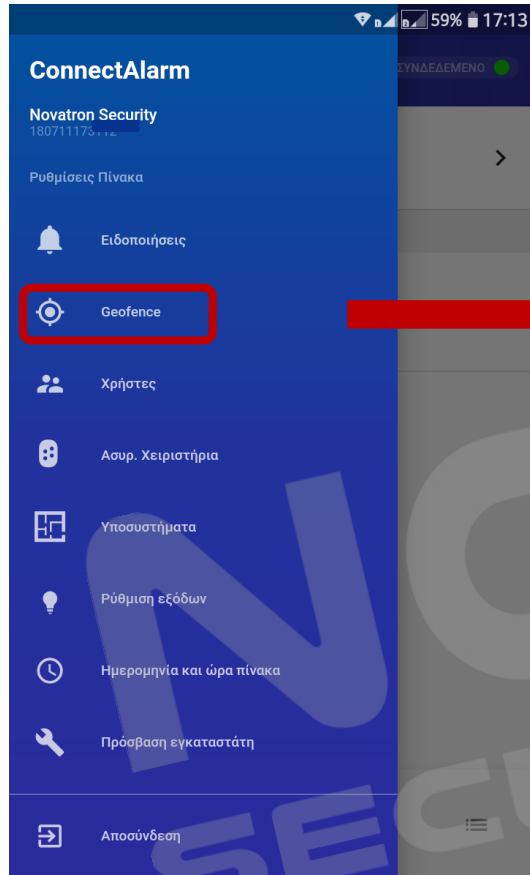 59% 17:13
ConnectAlarm
ΣΥΝΔΕΔΕΜΈΝΟ
Novatron Security
Ρυθμίσεις Πίνακα
Ειδοποιήσεις
Geofence
Χρήστες
Ασυρ. Χειριστήρια
Υποσυστήματα
Ρύθμιση εξόδων
Ημερομηνία και ώρα πίνακα
Πρόσβαση εγκαταστάτη
Αποσύνδεση